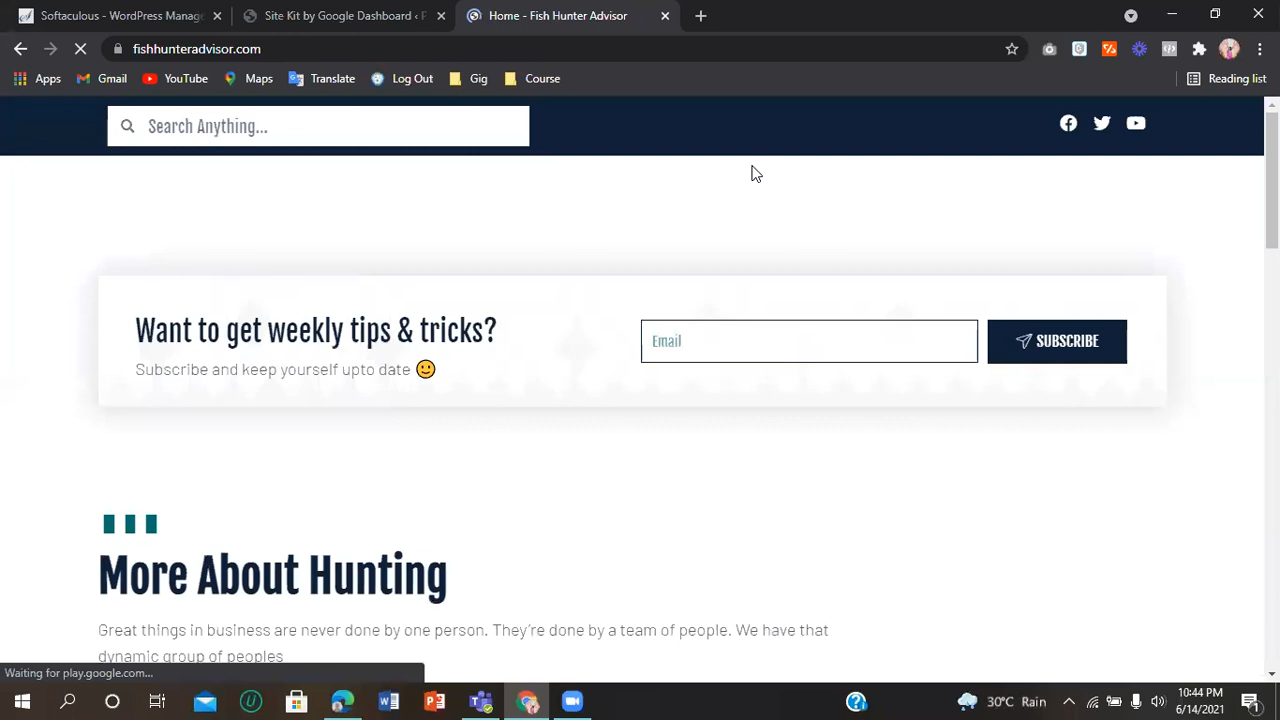 Softaculous - WordPress Manage
Site Kit by Google Dashboard ‹ F
Home - Fish Hunter Advisor
fishhunteradvisor.com
Apps
Gmail
YouTube
Maps
Translate
Log Out
Gig
Course
Reading list
Search Anything...
Want to get weekly tips & tricks?
Subscribe and keep yourself upto date
Email
SUBSCRIBE
More About Hunting
Great things in business are never done by one person. They're done by a team of people. We have that
dynamic group of peoples
Waiting for play.google.com...
30°C Rain
10:44 PM
6/14/2021